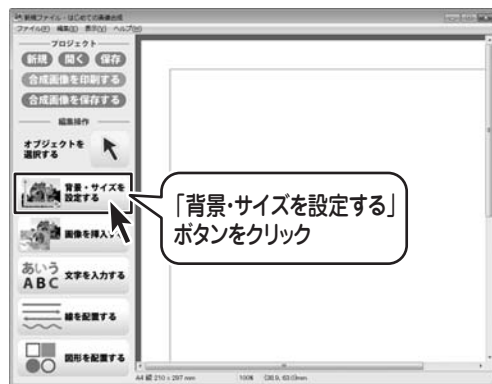 新規ファイル - はじめての画像合成
ファイル(F) 編集(E) 表示(V) ヘルプ(H)
プロジェクト
新規 開く 保存
合成画像を印刷する
合成画像を保存する
編集操作
オブジェクトを
選択する
背景・サイズを
設定する
「背景・サイズを設定する」
ボタンをクリック
画像を挿入する
あいう
ABC
文字を入力する
線を配置する
図形を配置する
A4 縦 210 x 297 mm 100%